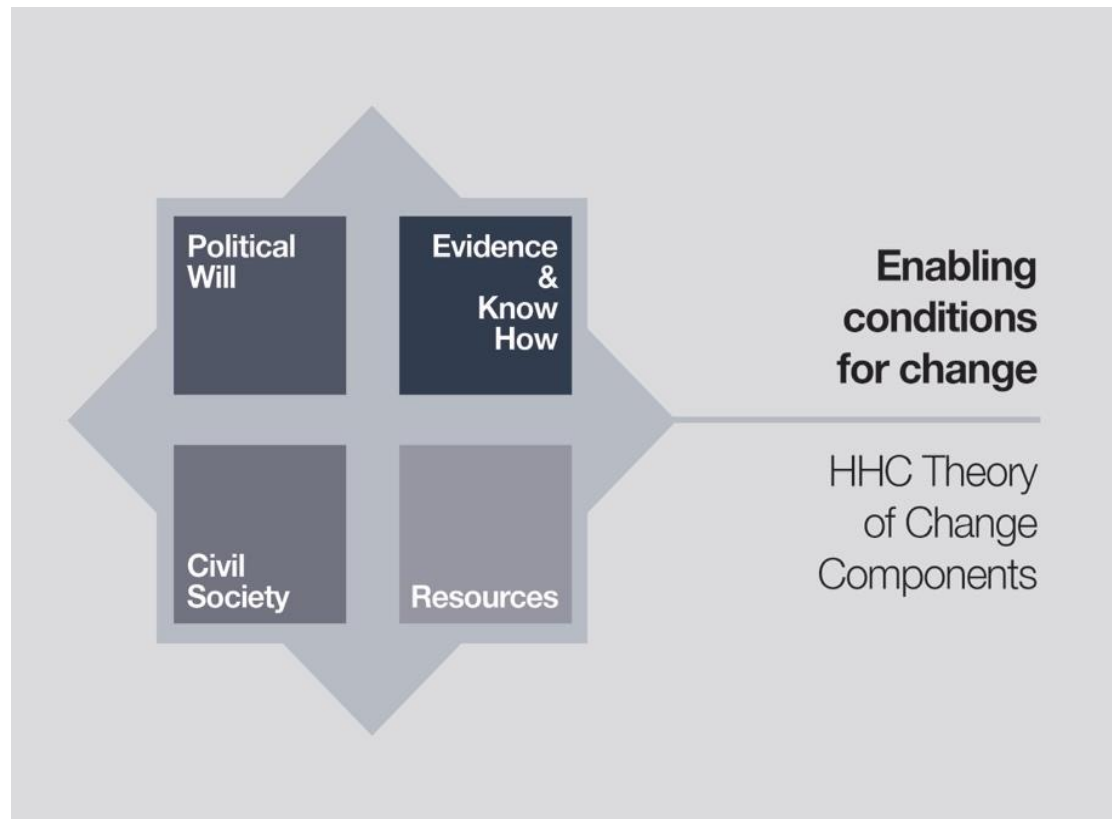 Political
Will
Evidence
&
Know
How
Civil
Society
Resources
Enabling
conditions
for change
HHC Theory
of Change
Components